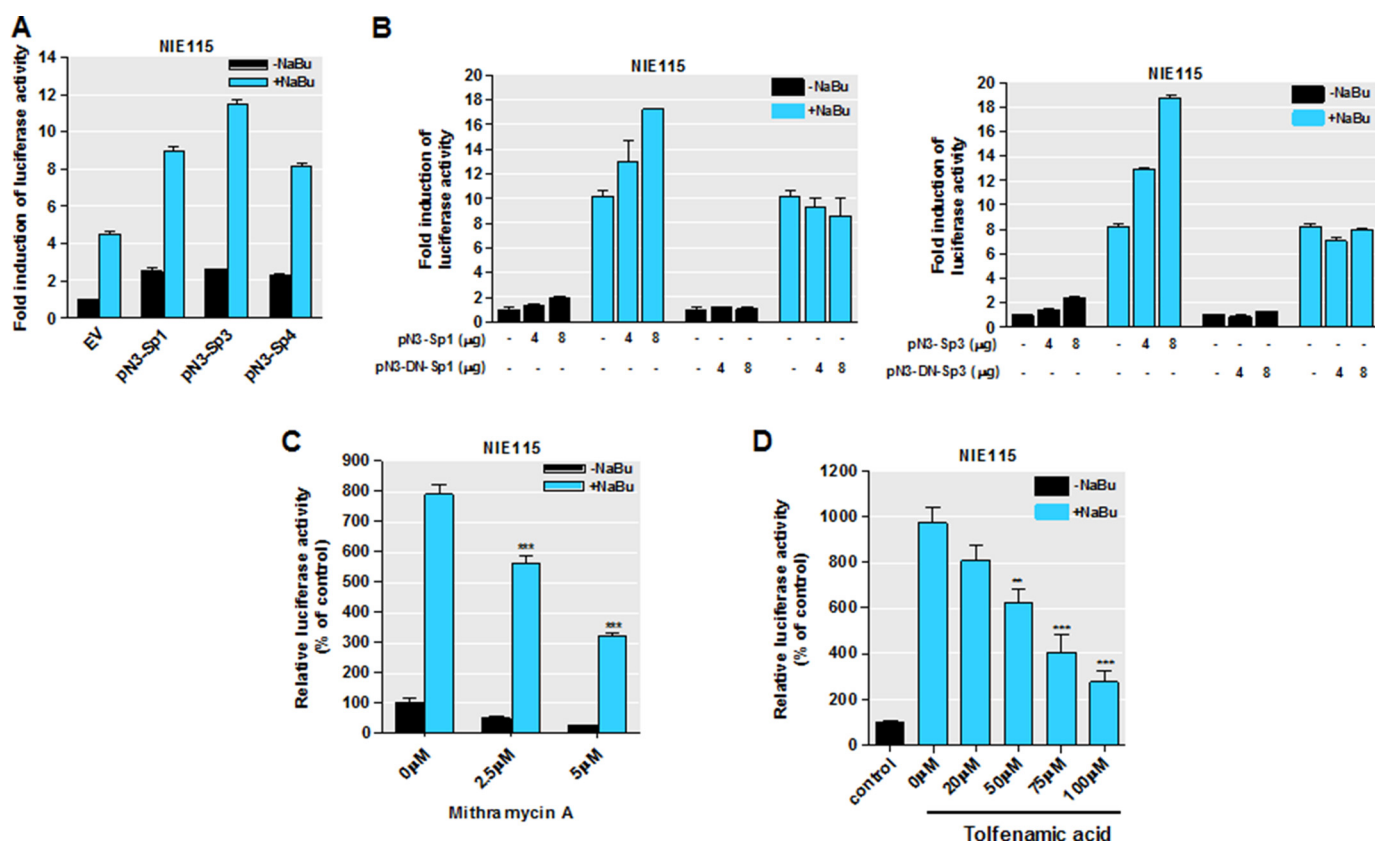 A
NIE115
-NaBu
+NaBu
Fold induction of luciferase activity
14
12
10
8
6
4
2
0
EV
pN3-Sp1
pN3-Sp3
pN3-Sp4
B
NIE115
-NaBu
+NaBu
Fold induction of
luciferase activity
20
18
16
14
12
10
8
6
4
2
0
pN3-Sp1 (µg) - 4 8 - 4 8 - - - - - -
pN3-DN-Sp1 (µg) - - - - - - - 4 8 - 4 8
NIE115
-NaBu
+NaBu
Fold induction of
luciferase activity
20
18
16
14
12
10
8
6
4
2
0
pN3-Sp3 (µg) - 4 8 - 4 8 - - - - - -
pN3-DN-Sp3 (µg) - - - - - - - 4 8 - 4 8
C
NIE115
-NaBu
+NaBu
Relative luciferase activity
(% of control)
900
800
700
600
500
400
300
200
100
0
***
***
0µM
2.5µM
5µM
Mithramycin A
D
NIE115
-NaBu
+NaBu
Relative luciferase activity
(% of control)
1200
1000
800
600
400
200
0
**
***
***
control
0µM
20µM
50µM
75µM
100µM
Tolfenamic acid